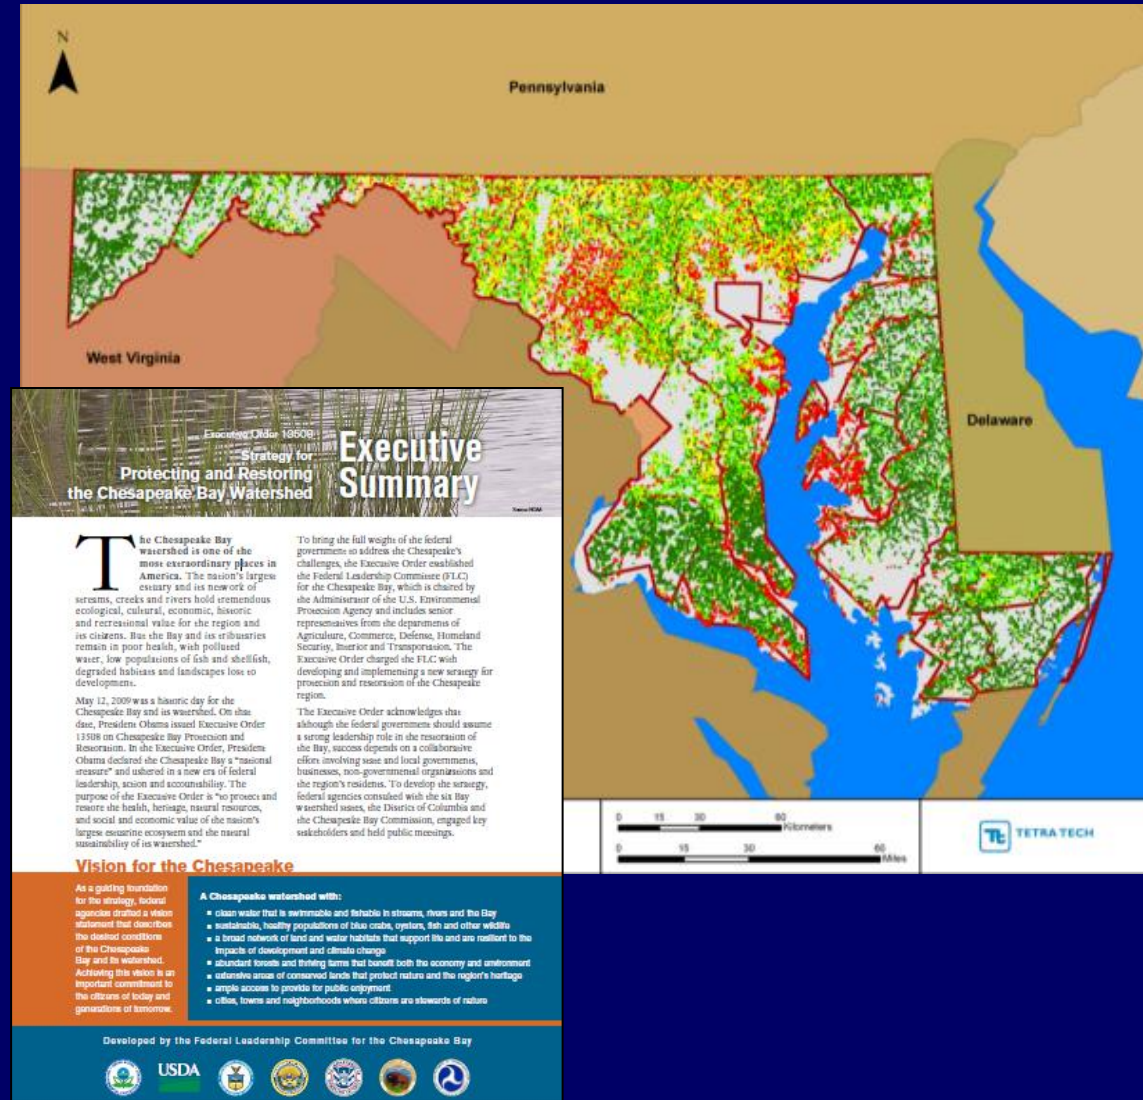 N
Pennsylvania
West Virginia
Delaware
0 15 30 60
Kilometers
0 15 30 60
Miles
TETRA TECH
Executive Order 13508
Strategy for
Protecting and Restoring
the Chesapeake Bay Watershed
Executive
Summary
The Chesapeake Bay
watershed is one of the
most extraordinary places in
America. The nation's largest
estuary and its network of
streams, creeks and rivers hold tremendous
ecological, cultural, economic, historic
and recreational value for the region and
its citizens. But the Bay and its tributaries
remain in poor health, with polluted
water, low populations of fish and shellfish,
degraded habitats and landscapes lost to
development.
May 12, 2009 was a historic day for the
Chesapeake Bay and its watershed. On that
date, President Obama issued Executive Order
13508 on Chesapeake Bay Protection and
Restoration. In the Executive Order, President
Obama declared the Chesapeake Bay a "national
treasure" and ushered in a new era of federal
leadership, action and accountability. The
purpose of the Executive Order is "to protect and
restore the health, heritage, natural resources,
and social and economic value of the nation's
largest estuarine ecosystem and the natural
sustainability of its watershed."
To bring the full weight of the federal
government to address the Chesapeake's
challenges, the Executive Order established
the Federal Leadership Committee (FLC)
for the Chesapeake Bay, which is chaired by
the Administrator of the U.S. Environmental
Protection Agency and includes senior
representatives from the departments of
Agriculture, Commerce, Defense, Homeland
Security, Interior and Transportation. The
Executive Order charged the FLC with
developing and implementing a new strategy for
protection and restoration of the Chesapeake
region.
The Executive Order acknowledges that
although the federal government should assume
a strong leadership role in the restoration of
the Bay, success depends on a collaborative
effort involving state and local governments,
businesses, non-governmental organizations and
the region's residents. To develop the strategy,
federal agencies consulted with the six Bay
watershed states, the District of Columbia and
the Chesapeake Bay Commission, engaged key
stakeholders and held public meetings.
Vision for the Chesapeake
As a guiding foundation
for the strategy, federal
agencies drafted a vision
statement that describes
the desired conditions
of the Chesapeake
Bay and its watershed.
Achieving this vision is an
important commitment to
the citizens of today and
generations of tomorrow.
A Chesapeake watershed with:
■ clean water that is swimmable and fishable in streams, rivers and the Bay
■ sustainable, healthy populations of blue crabs, oysters, fish and other wildlife
■ a broad network of land and water habitats that support life and are resilient to the
impacts of development and climate change
■ abundant forests and thriving farms that benefit both the economy and environment
■ extensive areas of conserved lands that protect nature and the region's heritage
■ ample access to provide for public enjoyment
■ cities, towns and neighborhoods where citizens are stewards of nature
Developed by the Federal Leadership Committee for the Chesapeake Bay
USDA